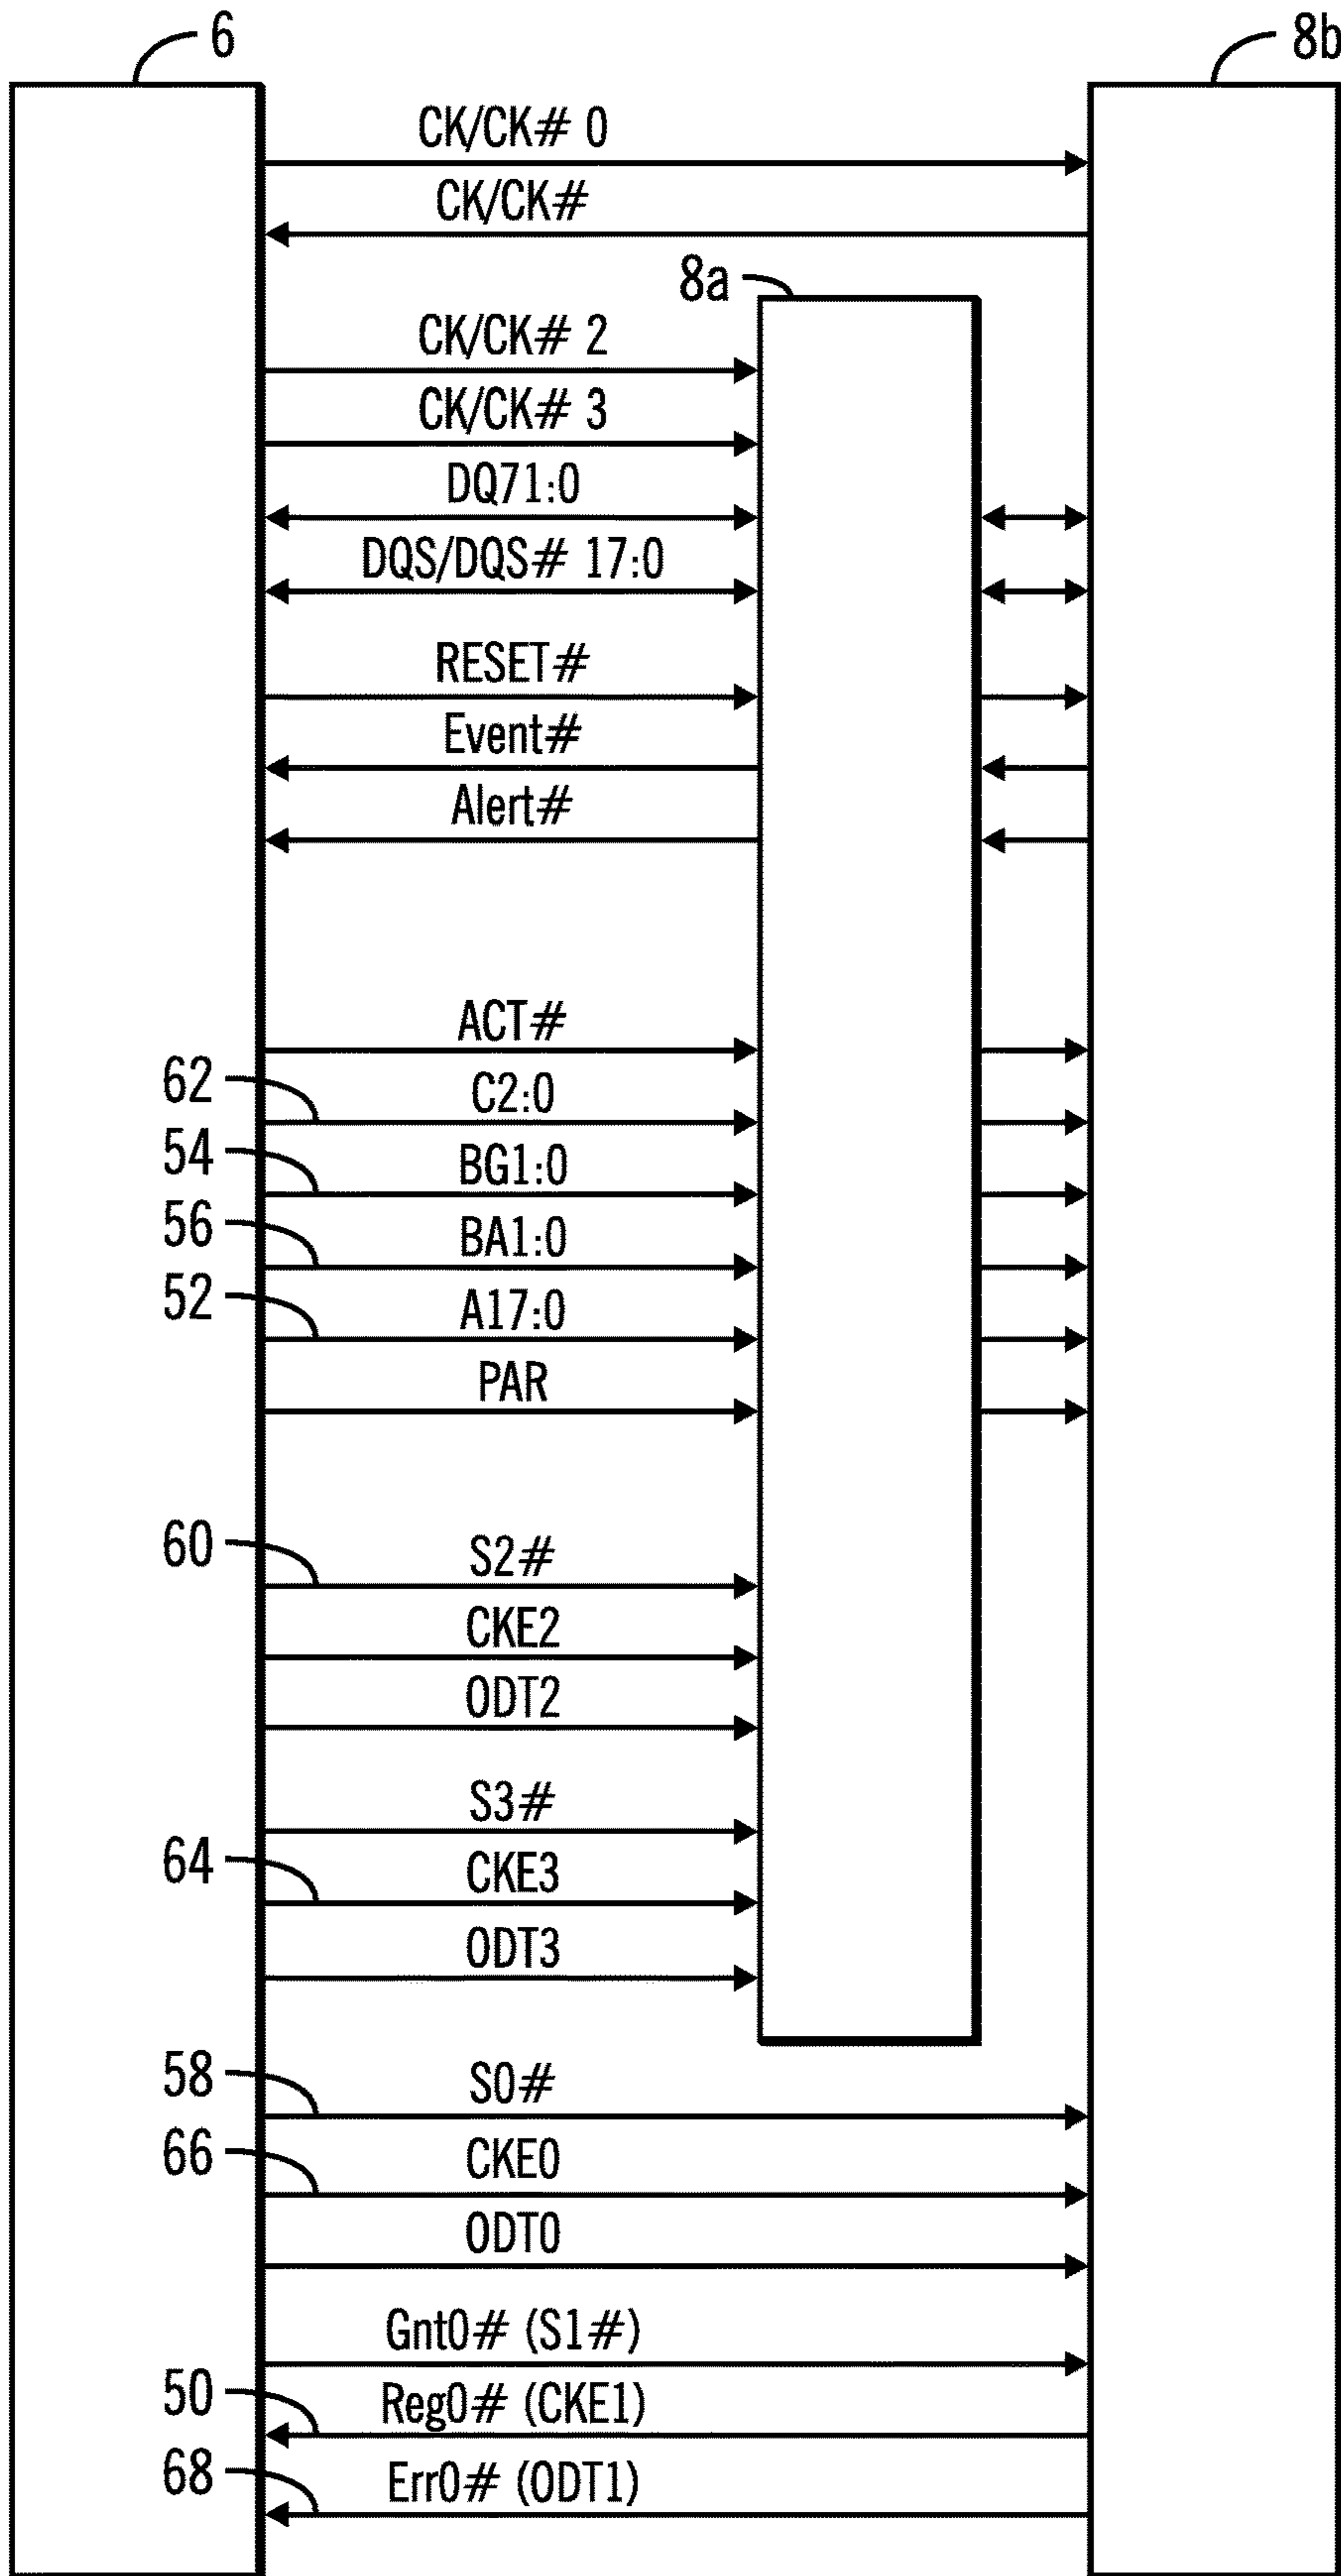 6
8b
CK/CK# 0
CK/CK#
8a
CK/CK# 2
CK/CK# 3
DQ71:0
DQS/DQS# 17:0
RESET#
Event#
Alert#
ACT#
62
C2:0
54
BG1:0
56
BA1:0
52
A17:0
PAR
60
S2#
CKE2
ODT2
S3#
64
CKE3
ODT3
58
S0#
66
CKE0
ODT0
Gnt0# (S1#)
50
Reg0# (CKE1)
68
Err0# (ODT1)